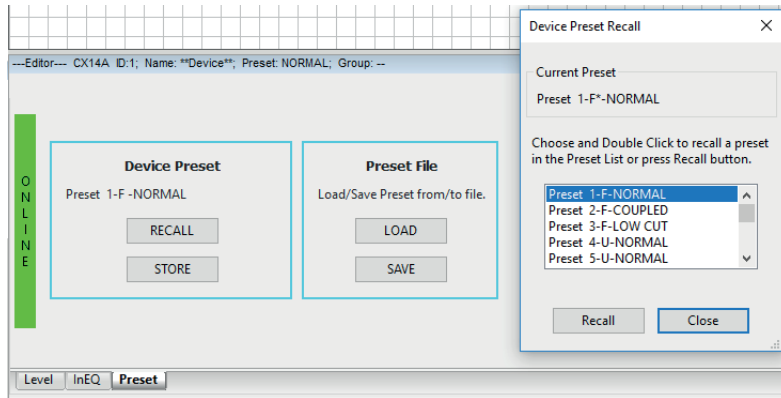 ---Editor--- CX14A ID:1; Name: **Device**; Preset: NORMAL; Group: --
ONLINE
Device Preset
Preset 1-F -NORMAL
RECALL
STORE
Preset File
Load/Save Preset from/to file.
LOAD
SAVE
Level InEQ Preset
Device Preset Recall
Current Preset
Preset 1-F*-NORMAL
Choose and Double Click to recall a preset
in the Preset List or press Recall button.
Preset 1-F-NORMAL
Preset 2-F-COUPLED
Preset 3-F-LOW CUT
Preset 4-U-NORMAL
Preset 5-U-NORMAL
Recall Close